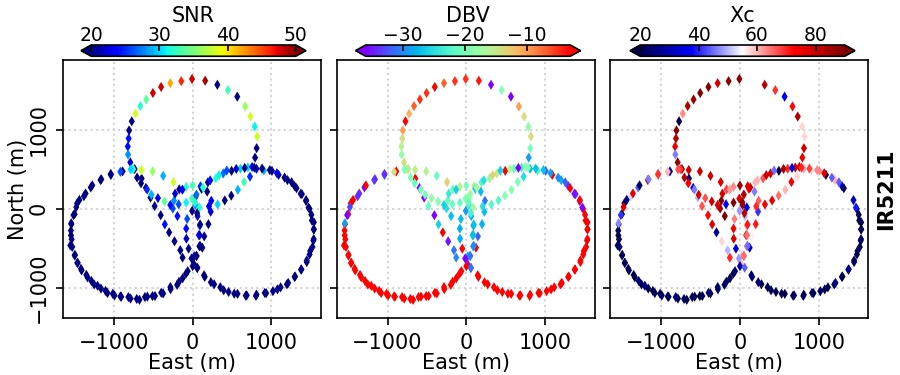 SNR DBV Xc
20 30 40 50 −30 −20 −10 20 40 60 80
North (m)
1000
0
−1000
−1000 0 1000 −1000 0 1000 −1000 0 1000
East (m) East (m) East (m)
IR5211